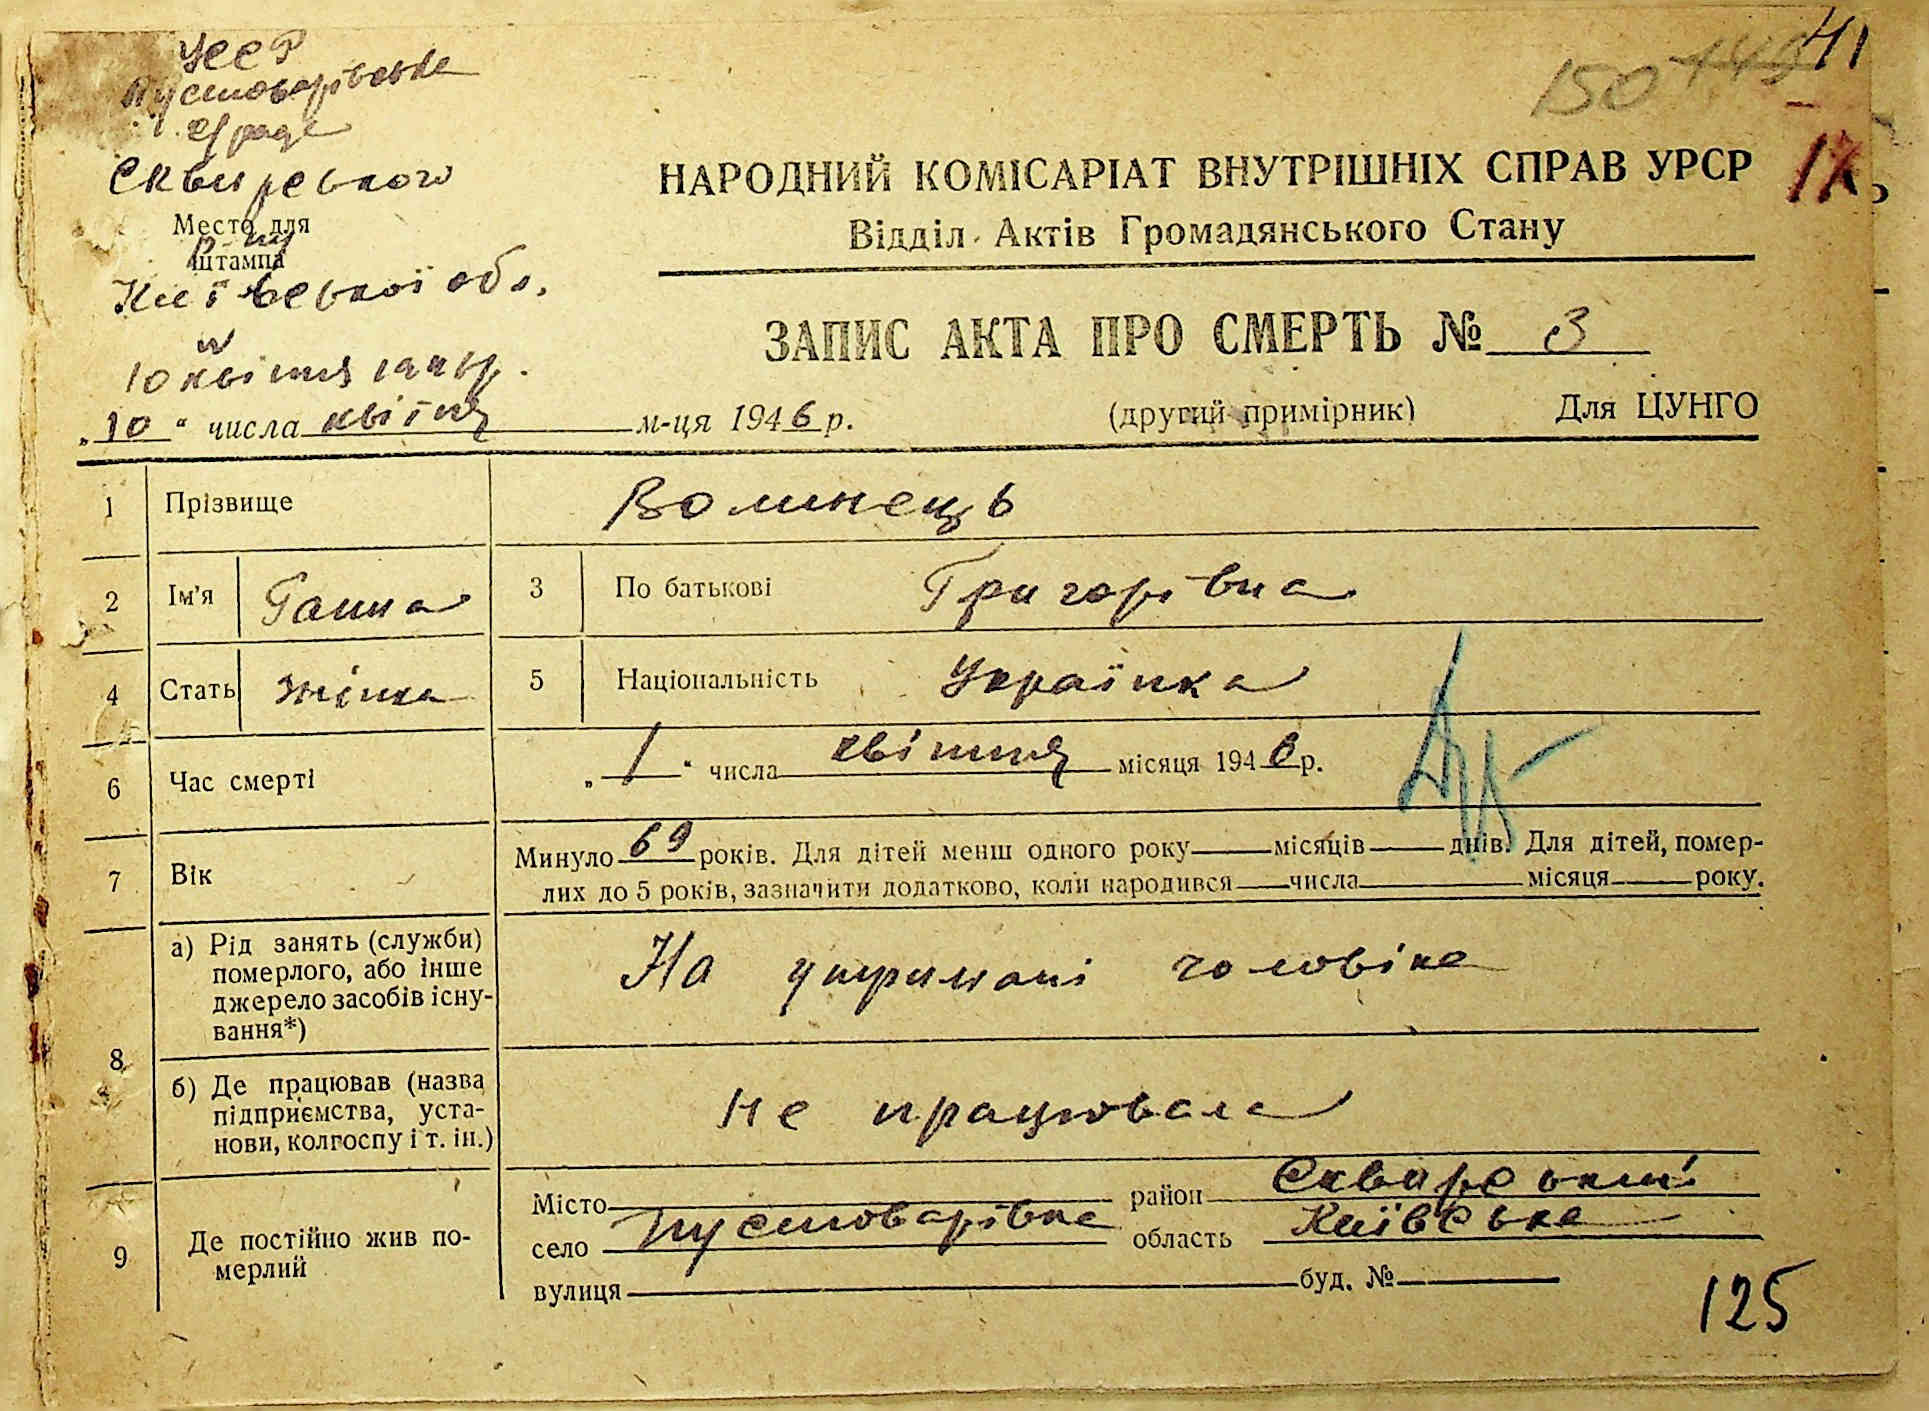 УССР
Пустоварівська
с/рада
Сквирського
Место для
р-ну
штампа
Київської обл.
10 квітня 1946 р.
„10“ числа квітня м-ця 1946 р.
150
41
17
НАРОДНИЙ КОМІСАРІАТ ВНУТРІШНІХ СПРАВ УРСР
Відділ Актів Громадянського Стану
ЗАПИС АКТА ПРО СМЕРТЬ № 3
(другий примірник) Для ЦУНГО
1 Прізвище Волинець
2 Ім'я Ганна 3 По батькові Григорівна
4 Стать жінка 5 Національність Українка
6 Час смерті „1“ числа квітня місяця 1946 р.
7 Вік Минуло 69 років. Для дітей менш одного року місяців днів. Для дітей, помер-
лих до 5 років, зазначити додатково, коли народився числа місяця року.
8 а) Рід занять (служби)
померлого, або інше
джерело засобів існу-
вання*)
На утримані чоловіка
б) Де працював (назва
підприємства, уста-
нови, колгоспу і т. ін.)
Не працювала
9 Де постійно жив по-
мерлий
Місто район Сквирський
село Пустоварівка область Київська
вулиця буд. №
125